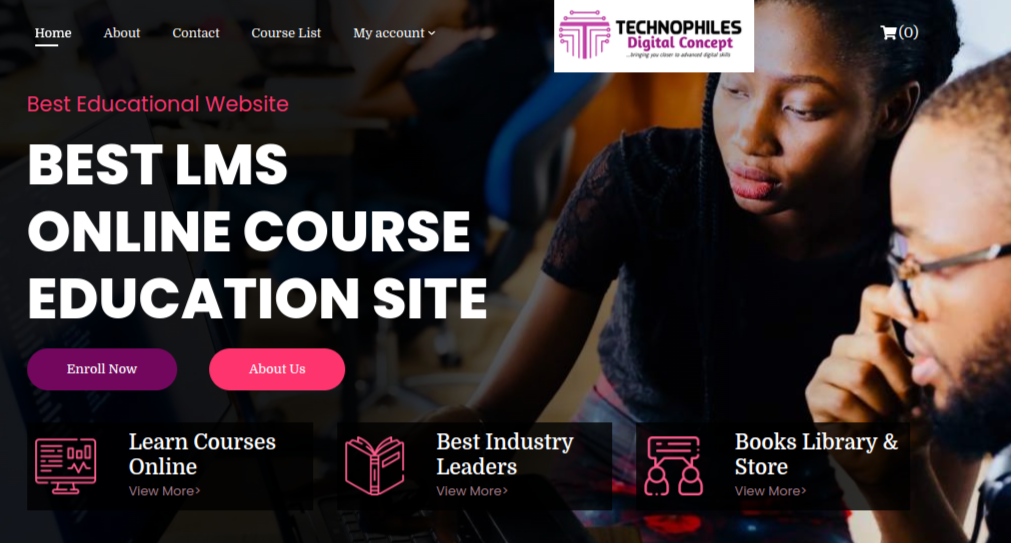 Home About Contact Course List My account
TECHNOPHILES
Digital Concept
...bringing you closer to advanced digital skills
(0)
Best Educational Website
BEST LMS
ONLINE COURSE
EDUCATION SITE
Enroll Now About Us
Learn Courses
Online
View More>
Best Industry
Leaders
View More>
Books Library &
Store
View More>